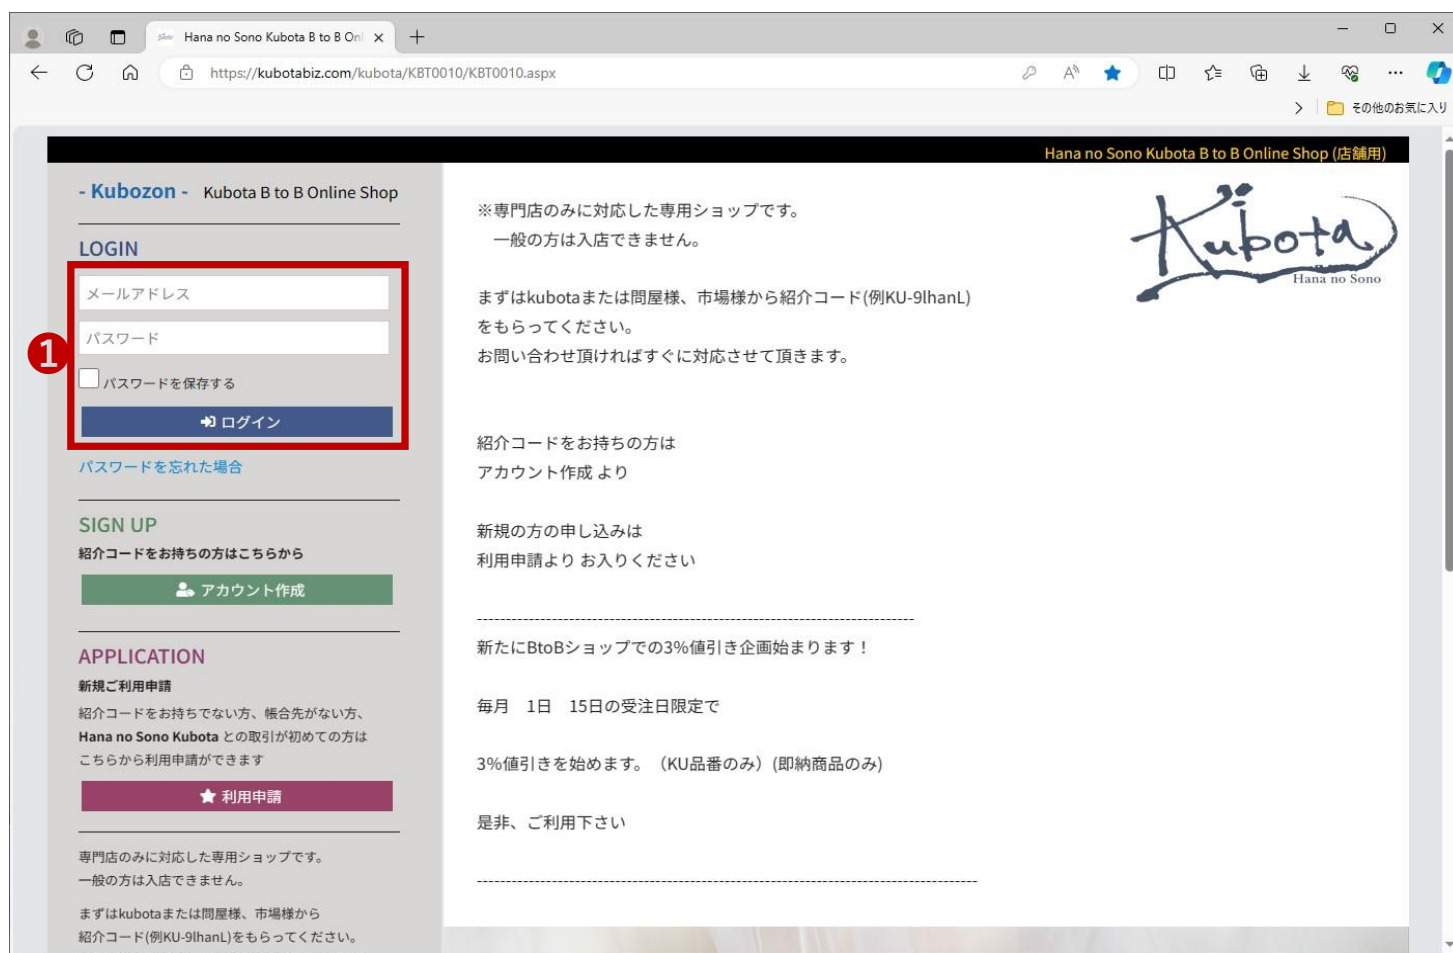 Hana no Sono Kubota B to B Onl
https://kubotabiz.com/kubota/KBT0010/KBT0010.aspx
その他のお気に入り
Hana no Sono Kubota B to B Online Shop (店舗用)
- Kubozon - Kubota B to B Online Shop
LOGIN
1
メールアドレス
パスワード
パスワードを保存する
ログイン
パスワードを忘れた場合
SIGN UP
紹介コードをお持ちの方はこちらから
アカウント作成
APPLICATION
新規ご利用申請
紹介コードをお持ちでない方、帳合先がない方、
Hana no Sono Kubota との取引が初めての方は
こちらから利用申請ができます
利用申請
専門店のみに対応した専用ショップです。
一般の方は入店できません。
まずはkubotaまたは問屋様、市場様から
紹介コード(例KU-9lhanL)をもらってください。
※専門店のみに対応した専用ショップです。
一般の方は入店できません。
まずはkubotaまたは問屋様、市場様から紹介コード(例KU-9lhanL)
をもらってください。
お問い合わせ頂ければすぐに対応させて頂きます。
紹介コードをお持ちの方は
アカウント作成 より
新規の方の申し込みは
利用申請より お入りください
--------------------------------------------------------------------------
新たにBtoBショップでの3%値引き企画始まります！
毎月　1日　15日の受注日限定で
3%値引きを始めます。（KU品番のみ）(即納商品のみ)
是非、ご利用下さい
-------------------------------------------------------------------------------------
Kubota
Hana no Sono